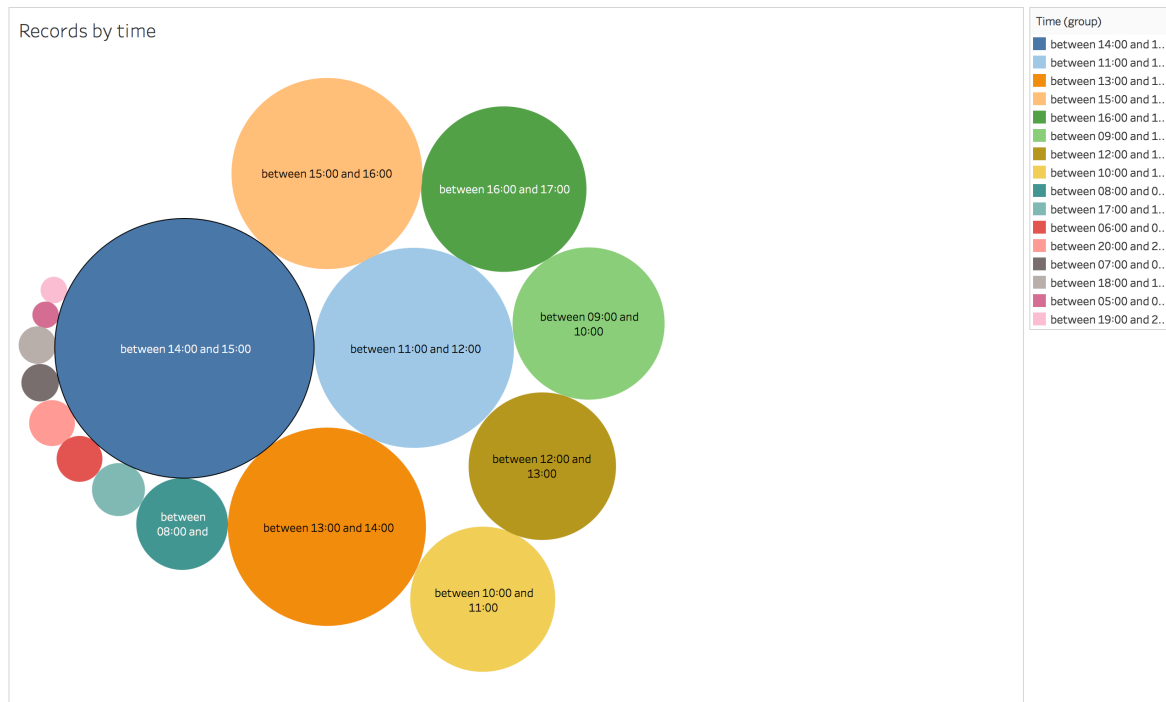 Records by time
between 15:00 and 16:00
between 16:00 and 17:00
between 09:00 and
10:00
between 14:00 and 15:00
between 11:00 and 12:00
between 12:00 and
13:00
between
08:00 and
between 13:00 and 14:00
between 10:00 and
11:00
Time (group)
between 14:00 and 1..
between 11:00 and 1..
between 13:00 and 1..
between 15:00 and 1..
between 16:00 and 1..
between 09:00 and 1..
between 12:00 and 1..
between 10:00 and 1..
between 08:00 and 0..
between 17:00 and 1..
between 06:00 and 0..
between 20:00 and 2..
between 07:00 and 0..
between 18:00 and 1..
between 05:00 and 0..
between 19:00 and 2..